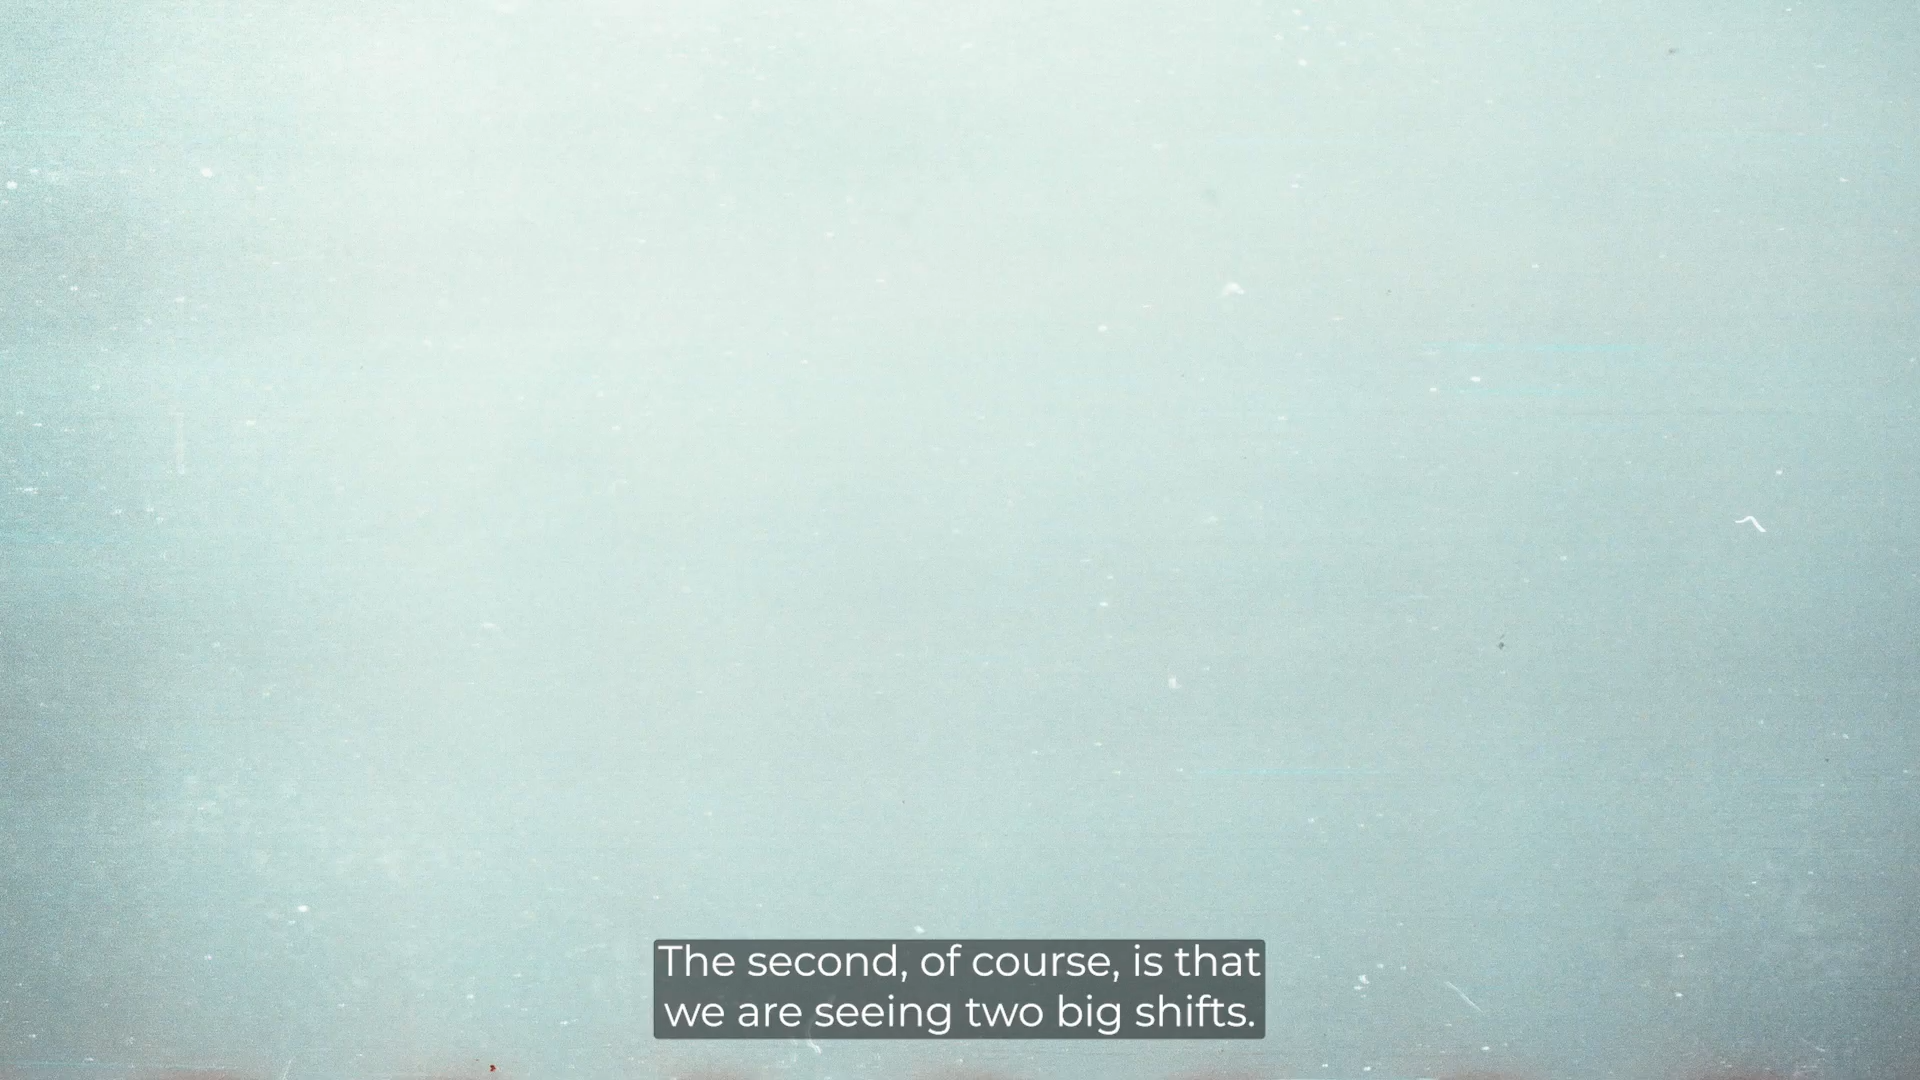 The second, of course, is that
we are seeing two big shifts.